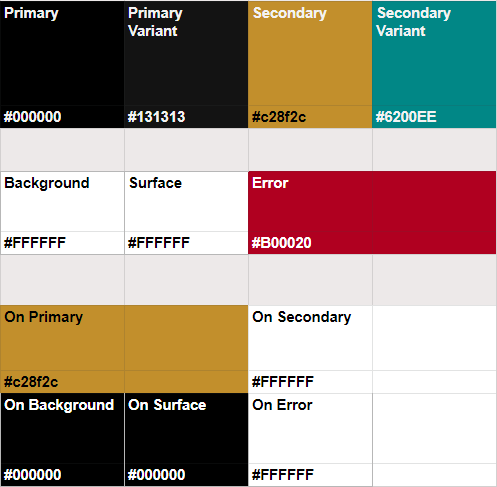 Primary
Primary Variant
Secondary
Secondary Variant
#000000
#131313
#c28f2c
#6200EE
Background
Surface
Error
#FFFFFF
#FFFFFF
#B00020
On Primary
On Secondary
#c28f2c
#FFFFFF
On Background
On Surface
On Error
#000000
#000000
#FFFFFF